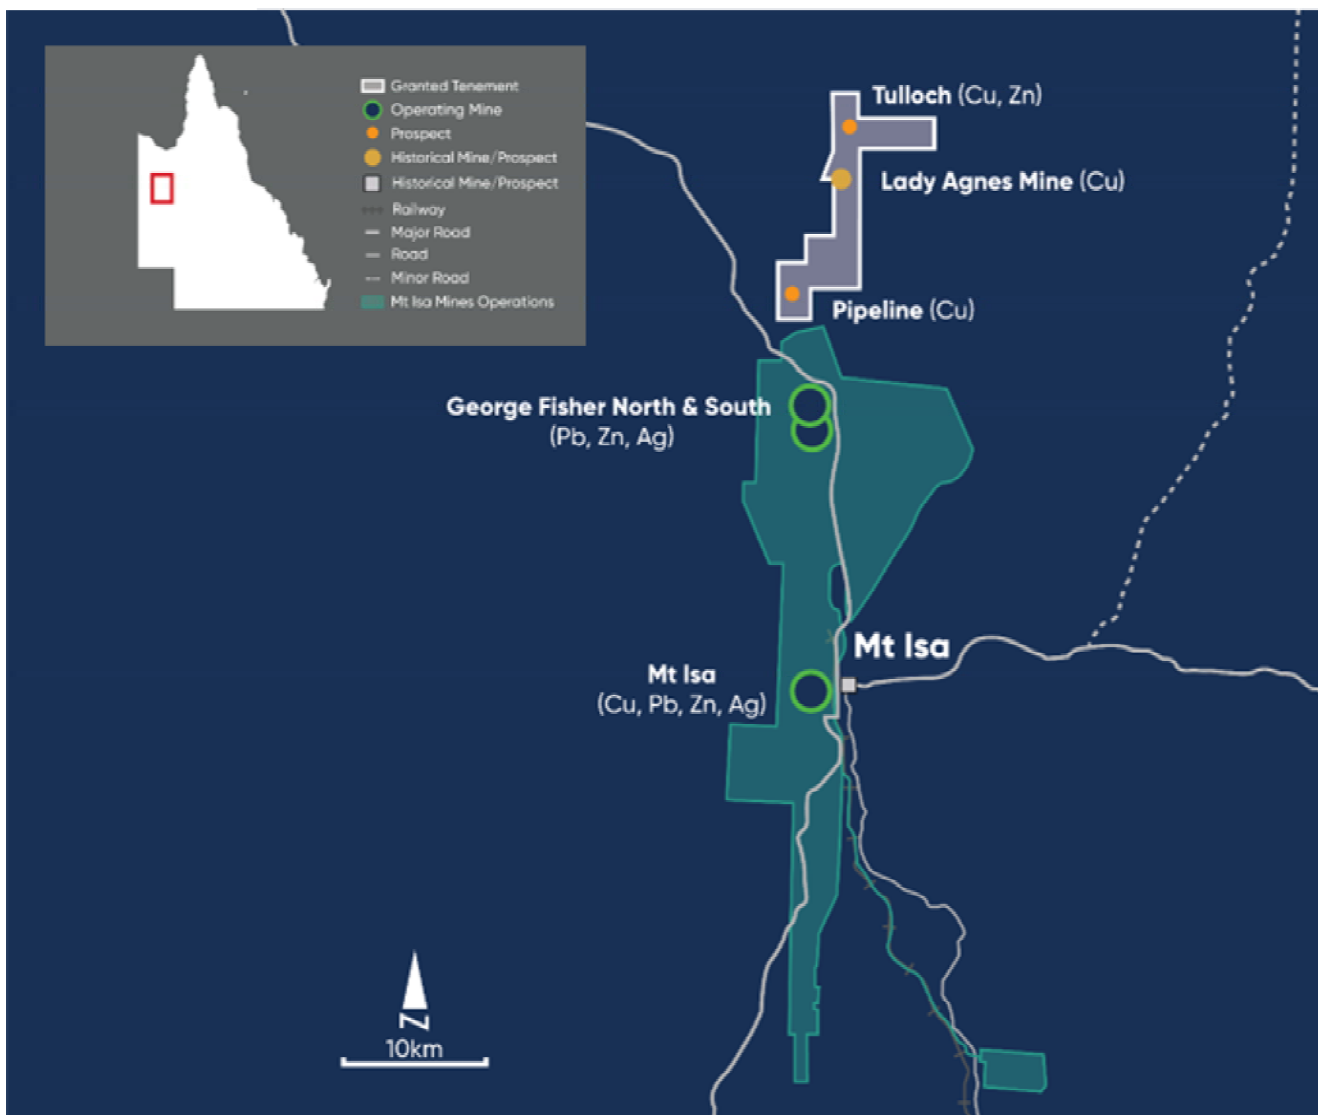 Granted Tenement
Operating Mine
Prospect
Historical Mine/Prospect
Historical Mine/Prospect
Railway
Major Road
Road
Minor Road
Mt Isa Mines Operations
Tulloch (Cu, Zn)
Lady Agnes Mine (Cu)
Pipeline (Cu)
George Fisher North & South
(Pb, Zn, Ag)
Mt Isa
Mt Isa
(Cu, Pb, Zn, Ag)
N
10km